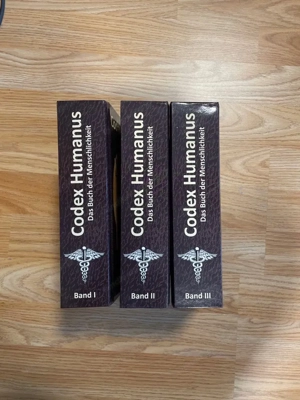 Codex Humanus
Das Buch der Menschlichkeit
Band I
Codex Humanus
Das Buch der Menschlichkeit
Band II
Codex Humanus
Das Buch der Menschlichkeit
Band III